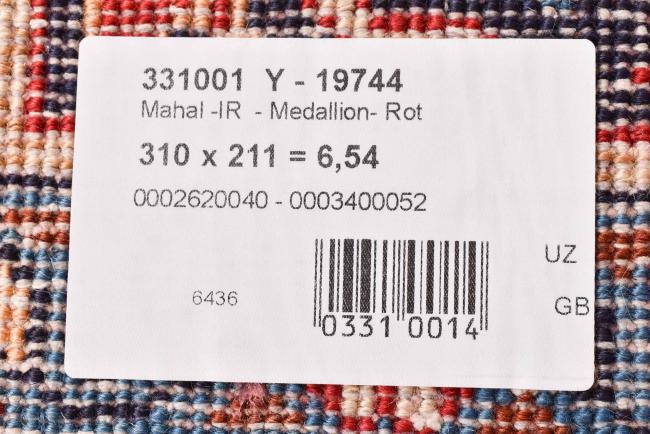 331001 Y - 19744
Mahal -IR - Medallion- Rot
310 x 211 = 6,54
0002620040 - 0003400052
UZ
6436
GB
0331 0014